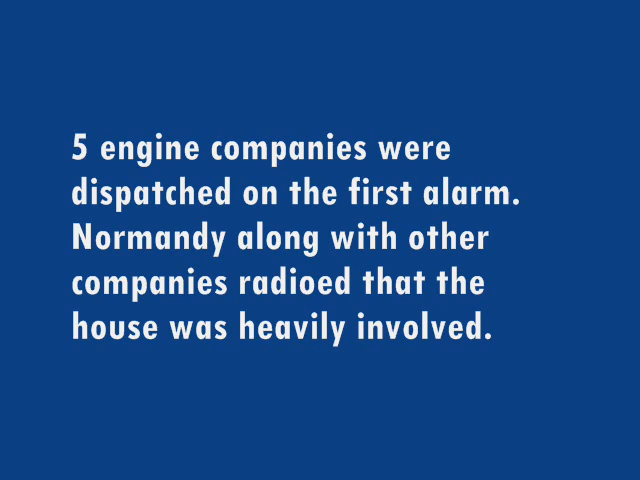 5 engine companies were
dispatched on the first alarm.
Normandy along with other
companies radioed that the
house was heavily involved.